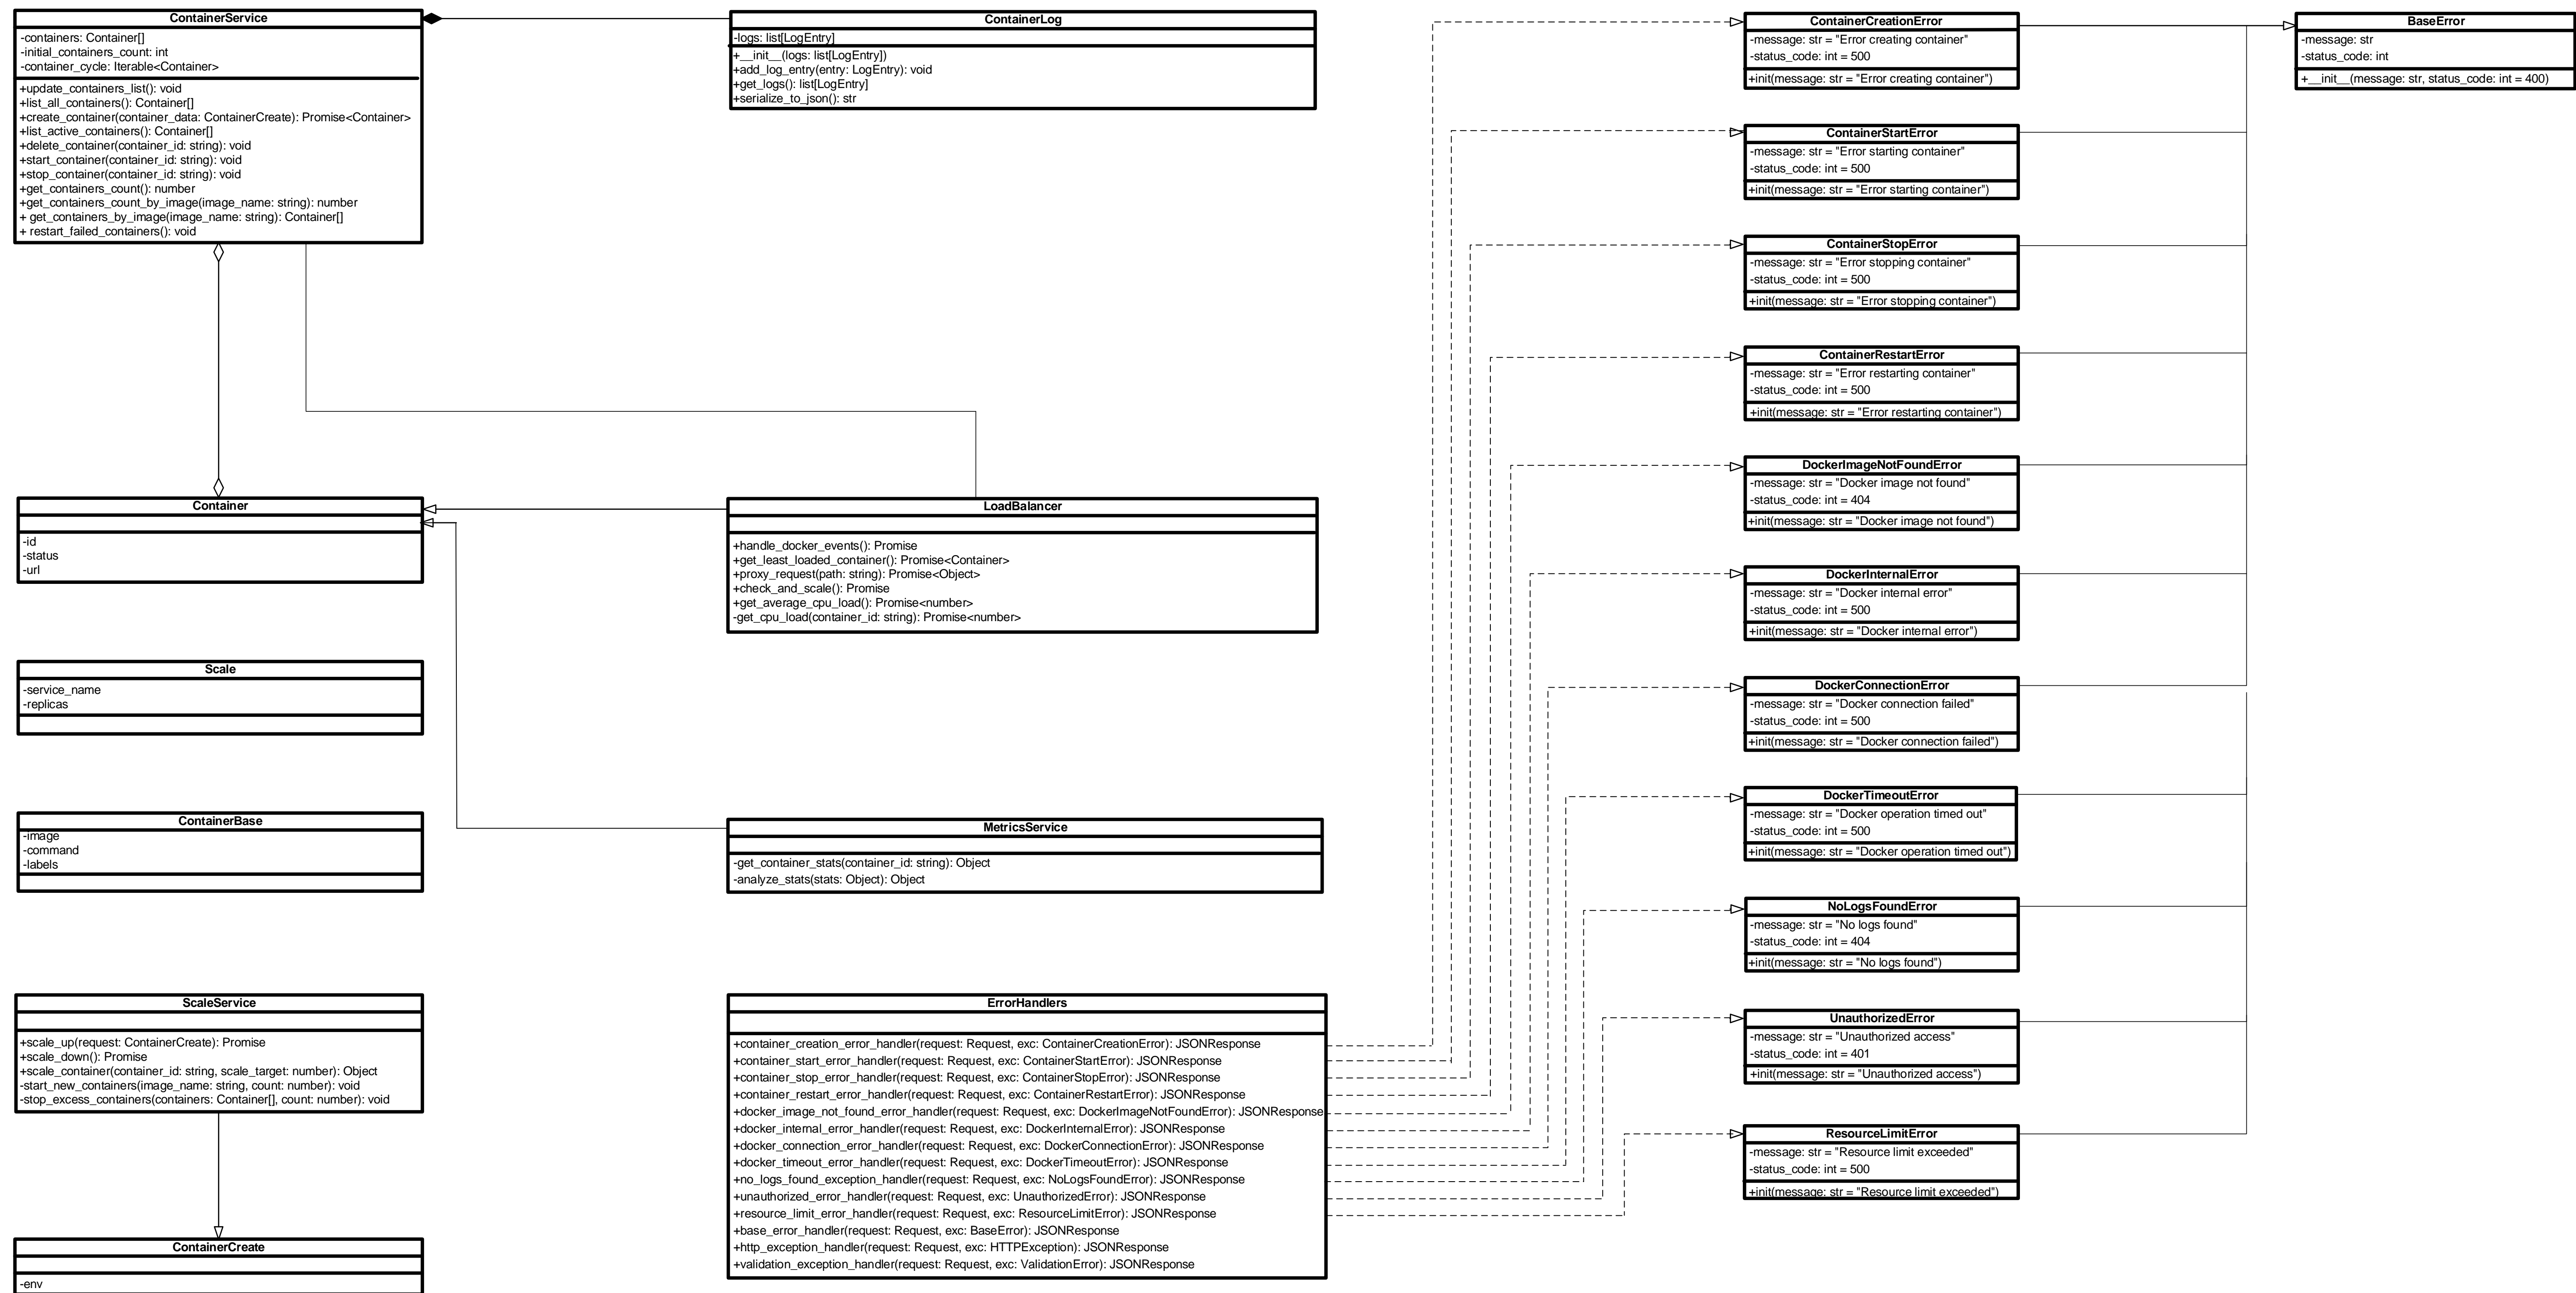 ContainerService
-containers: Container[]
-initial_containers_count: int
-container_cycle: Iterable<Container>
+update_containers_list(): void
+list_all_containers(): Container[]
+create_container(container_data: ContainerCreate): Promise<Container>
+list_active_containers(): Container[]
+delete_container(container_id: string): void
+start_container(container_id: string): void
+stop_container(container_id: string): void
+get_containers_count(): number
+get_containers_count_by_image(image_name: string): number
+ get_containers_by_image(image_name: string): Container[]
+ restart_failed_containers(): void
ContainerLog
-logs: list[LogEntry]
+__init__(logs: list[LogEntry])
+add_log_entry(entry: LogEntry): void
+get_logs(): list[LogEntry]
+serialize_to_json(): str
Container
-id
-status
-url
LoadBalancer
+handle_docker_events(): Promise
+get_least_loaded_container(): Promise<Container>
+proxy_request(path: string): Promise<Object>
+check_and_scale(): Promise
+get_average_cpu_load(): Promise<number>
-get_cpu_load(container_id: string): Promise<number>
Scale
-service_name
-replicas
ContainerBase
-image
-command
-labels
MetricsService
-get_container_stats(container_id: string): Object
-analyze_stats(stats: Object): Object
ScaleService
+scale_up(request: ContainerCreate): Promise
+scale_down(): Promise
+scale_container(container_id: string, scale_target: number): Object
-start_new_containers(image_name: string, count: number): void
-stop_excess_containers(containers: Container[], count: number): void
ContainerCreate
-env
ErrorHandlers
+container_creation_error_handler(request: Request, exc: ContainerCreationError): JSONResponse
+container_start_error_handler(request: Request, exc: ContainerStartError): JSONResponse
+container_stop_error_handler(request: Request, exc: ContainerStopError): JSONResponse
+container_restart_error_handler(request: Request, exc: ContainerRestartError): JSONResponse
+docker_image_not_found_error_handler(request: Request, exc: DockerImageNotFoundError): JSONResponse
+docker_internal_error_handler(request: Request, exc: DockerInternalError): JSONResponse
+docker_connection_error_handler(request: Request, exc: DockerConnectionError): JSONResponse
+docker_timeout_error_handler(request: Request, exc: DockerTimeoutError): JSONResponse
+no_logs_found_exception_handler(request: Request, exc: NoLogsFoundError): JSONResponse
+unauthorized_error_handler(request: Request, exc: UnauthorizedError): JSONResponse
+resource_limit_error_handler(request: Request, exc: ResourceLimitError): JSONResponse
+base_error_handler(request: Request, exc: BaseError): JSONResponse
+http_exception_handler(request: Request, exc: HTTPException): JSONResponse
+validation_exception_handler(request: Request, exc: ValidationError): JSONResponse
ContainerCreationError
-message: str = "Error creating container"
-status_code: int = 500
+init(message: str = "Error creating container")
ContainerStartError
-message: str = "Error starting container"
-status_code: int = 500
+init(message: str = "Error starting container")
ContainerStopError
-message: str = "Error stopping container"
-status_code: int = 500
+init(message: str = "Error stopping container")
ContainerRestartError
-message: str = "Error restarting container"
-status_code: int = 500
+init(message: str = "Error restarting container")
DockerImageNotFoundError
-message: str = "Docker image not found"
-status_code: int = 404
+init(message: str = "Docker image not found")
DockerInternalError
-message: str = "Docker internal error"
-status_code: int = 500
+init(message: str = "Docker internal error")
DockerConnectionError
-message: str = "Docker connection failed"
-status_code: int = 500
+init(message: str = "Docker connection failed")
DockerTimeoutError
-message: str = "Docker operation timed out"
-status_code: int = 500
+init(message: str = "Docker operation timed out")
NoLogsFoundError
-message: str = "No logs found"
-status_code: int = 404
+init(message: str = "No logs found")
UnauthorizedError
-message: str = "Unauthorized access"
-status_code: int = 401
+init(message: str = "Unauthorized access")
ResourceLimitError
-message: str = "Resource limit exceeded"
-status_code: int = 500
+init(message: str = "Resource limit exceeded")
BaseError
-message: str
-status_code: int
+__init__(message: str, status_code: int = 400)